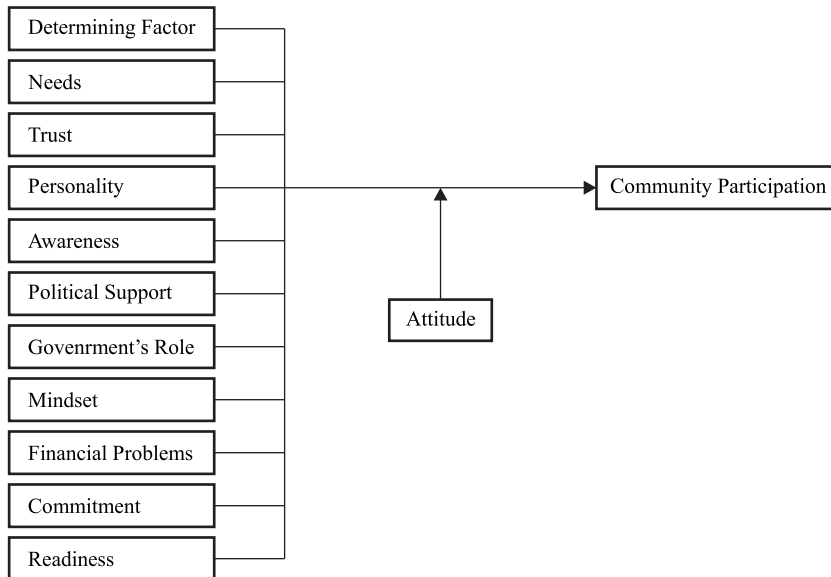 Determining Factor
Needs
Trust
Personality
Community Participation
Awareness
Political Support
Attitude
Govenrment’s Role
Mindset
Financial Problems
Commitment
Readiness